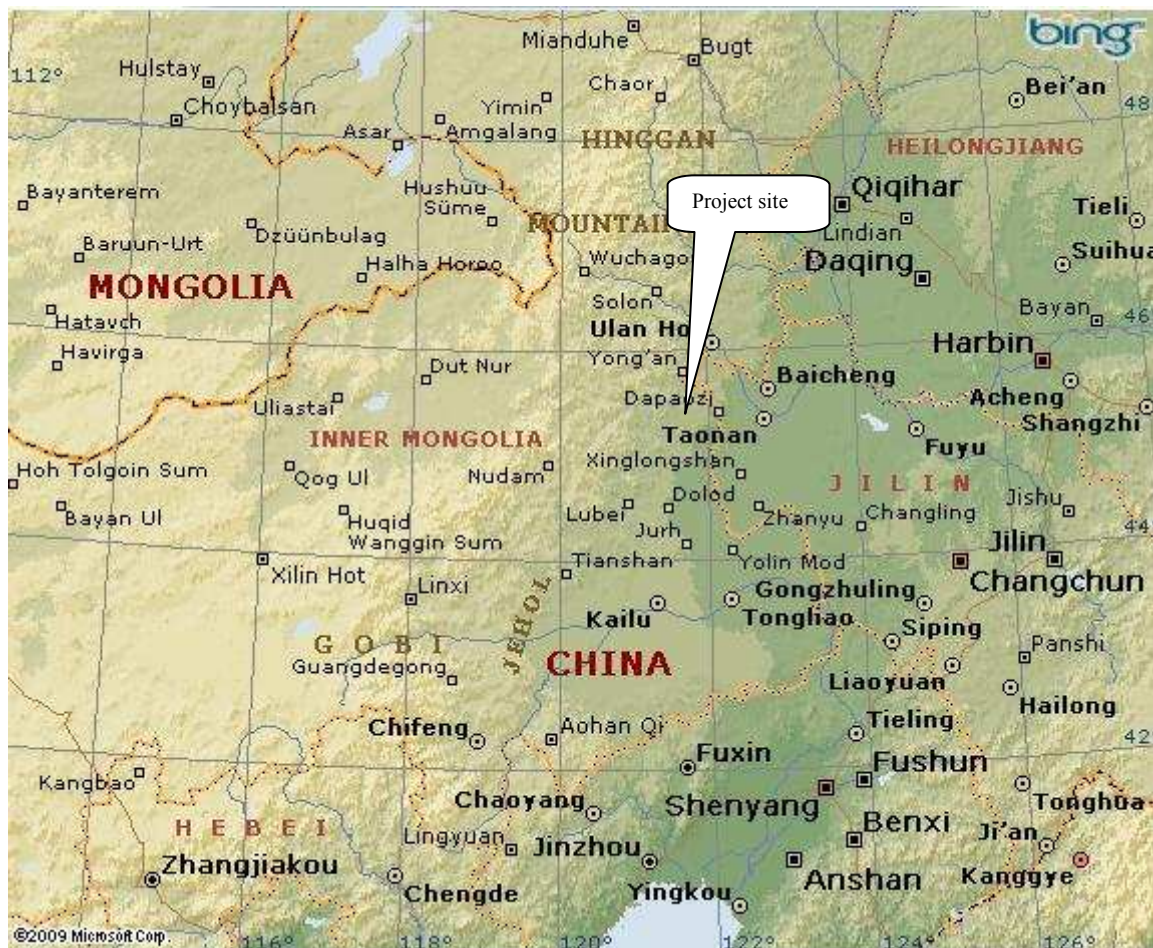 bing
Mianduhe
Bugt
Hulstay
112°
Chaor
Bei'an
Choybalsan
Yimin
48
Asar
Amgalang
HINGGAN
HEILONGJIANG
Bayanterem
Hushuu
Süme
Project site
Qiqihar
Tieli
MOUNTAI
Lindian
Baruun-Urt
Dzüünbulag
Wuchago
Daqing
Suihua
MONGOLIA
Halha Horoo
Solon
Bayan
46°
Hatavch
Ulan Ho
Harbin
Havirga
Dut Nur
Yong'an
Baicheng
Uliastai
Acheng
Shangzhi
INNER MONGOLIA
Taonan
Fuyu
Hoh Tolgoin Sum
Qog Ul
Nudam
Xinglongshan
JILIN
Bayan Ul
Huqid
Wanggin Sum
Lubei
Dolod
Zhanyu
Changling
Jishu
44
Jurh
Jilin
Xilin Hot
Tianshan
Yolin Mod
Changchun
Linxi
Gongzhuling
JEHOL
Kailu
Tongliao
Siping
GOBI
Guangdegong
CHINA
Panshi
Liaoyuan
Hailong
Chifeng
Aohan Qi
Tieling
42
Fuxin
Kangbao
Fushun
Chaoyang
Shenyang
Tonghua
HEBEI
Lingyuan
Jinzhou
Benxi
Ji'an
Zhangjiakou
Chengde
Yingkou
Anshan
Kanggye
©2009 Microsoft Corp.
116°
118°
120°
122°
124°
126°